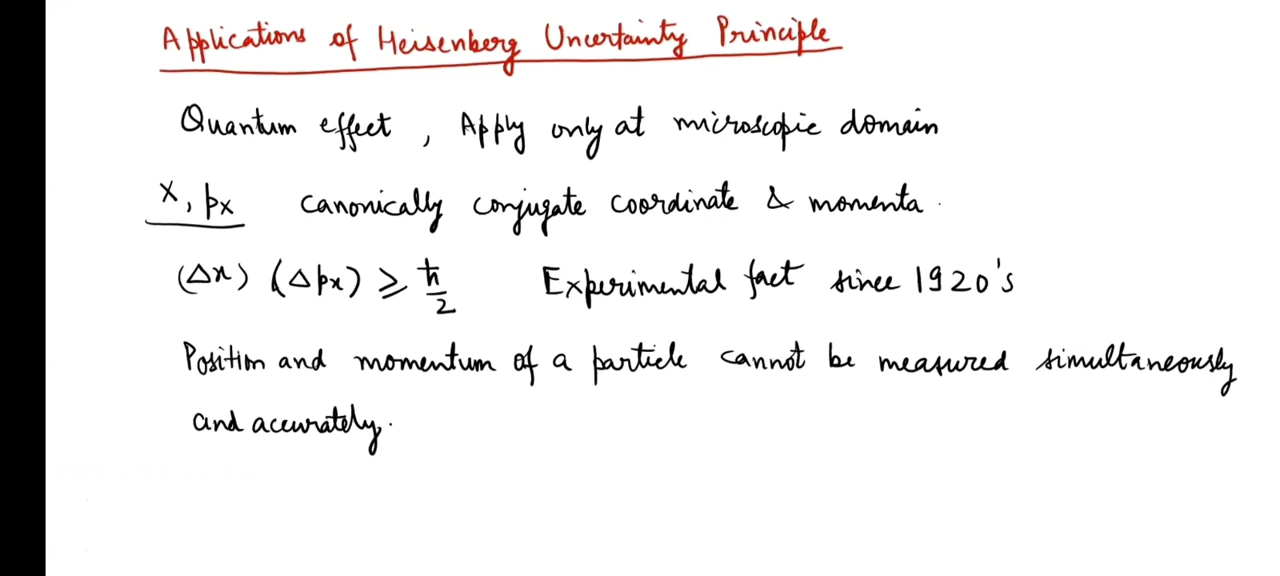 Applications of Heisenberg Uncertainty Principle
Quantum effect, Apply only at microscopic domain
x, px canonically conjugate coordinate & momenta.
(Δx) (Δpx) ≥ ħ/2 Experimental fact since 1920's
Position and momentum of a particle cannot be measured simultaneously
and accurately.